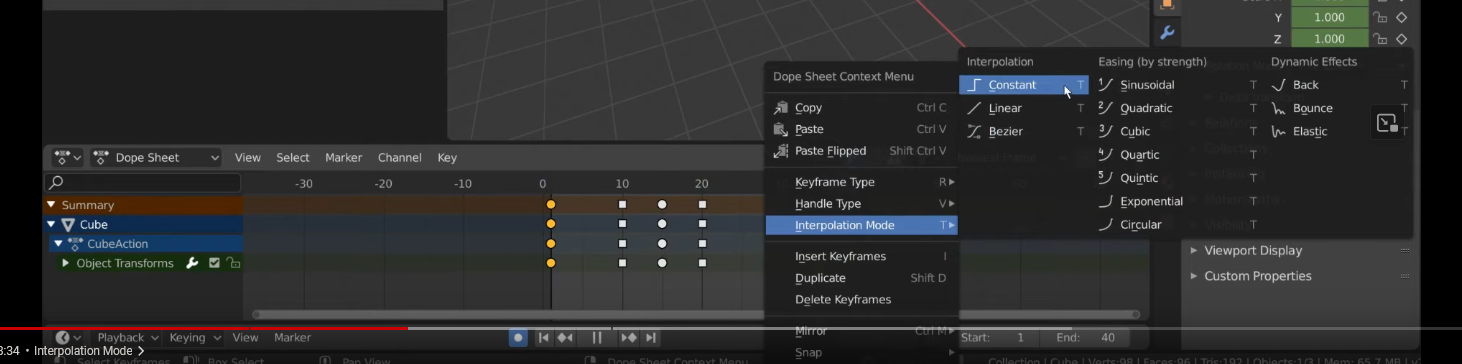 Y 1.000
Z 1.000
Interpolation
Constant T
Linear T
Bezier T
Easing (by strength)
1 Sinusoidal T
2 Quadratic T
3 Cubic T
4 Quartic T
5 Quintic T
Exponential T
Circular T
Dynamic Effects
Back T
Bounce T
Elastic T
Dope Sheet Context Menu
Copy Ctrl C
Paste Ctrl V
Paste Flipped Shift Ctrl V
Keyframe Type R
Handle Type V
Interpolation Mode T
Insert Keyframes I
Duplicate Shift D
Delete Keyframes
Mirror Ctrl M
Snap
Dope Sheet View Select Marker Channel Key
-30 -20 -10 0 10 20
Summary
Cube
CubeAction
Object Transforms
Viewport Display
Custom Properties
Playback Keying View Marker
Start: 1 End: 40
3:34 • Interpolation Mode
Select Keyframes Box Select Pan View Dope Sheet Context Menu
Collection | Cube | Verts:98 | Faces:96 | Tris:192 | Objects:1/3 | Mem: 65.7 MB